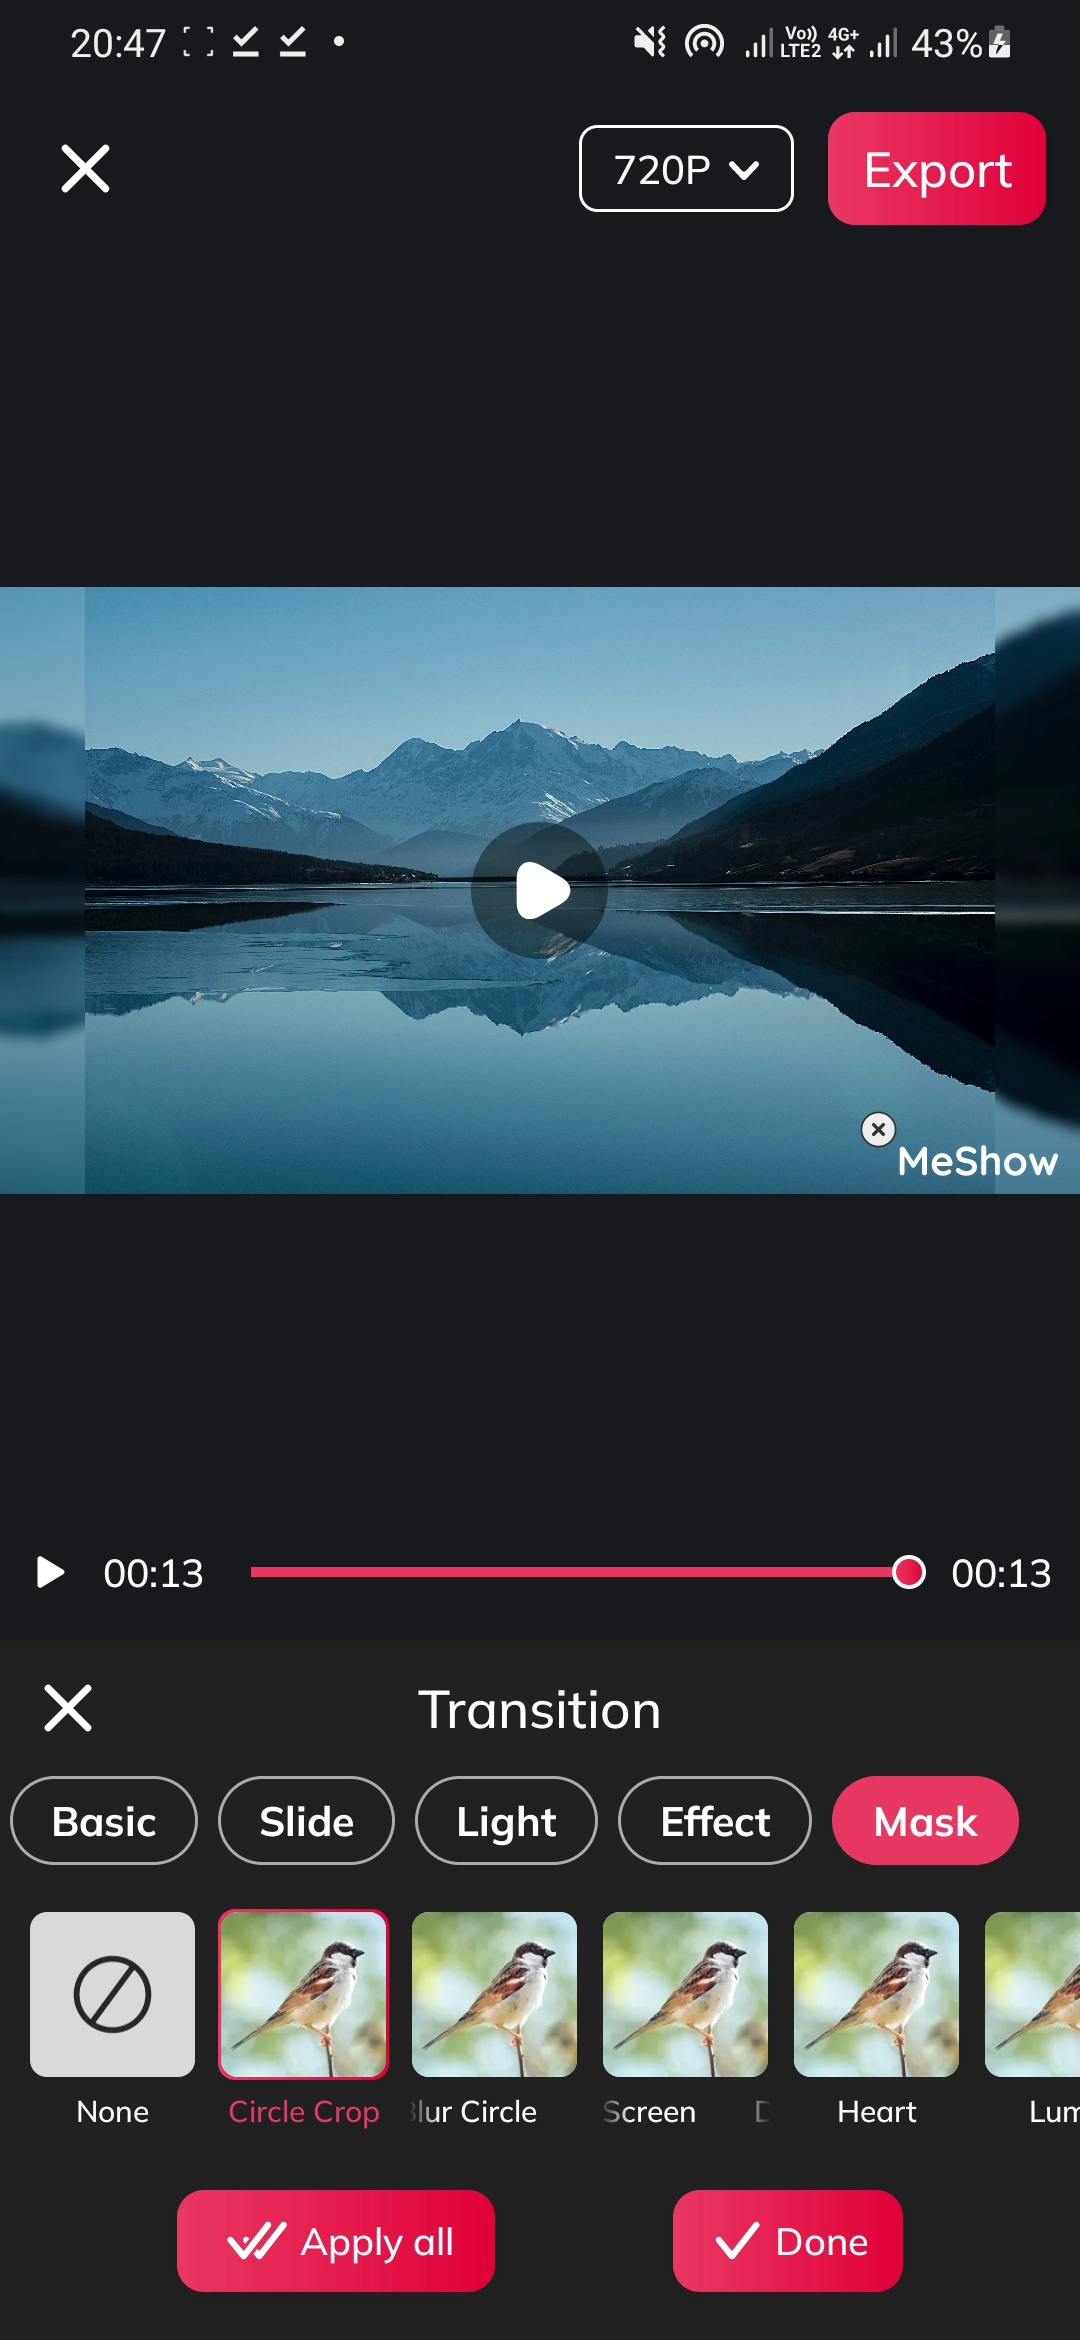 20:47
Vo)) LTE2 4G+ 43%
720P
Export
MeShow
00:13
00:13
Transition
Basic
Slide
Light
Effect
Mask
None
Circle Crop
lur Circle
Screen
Heart
Lum
Apply all
Done